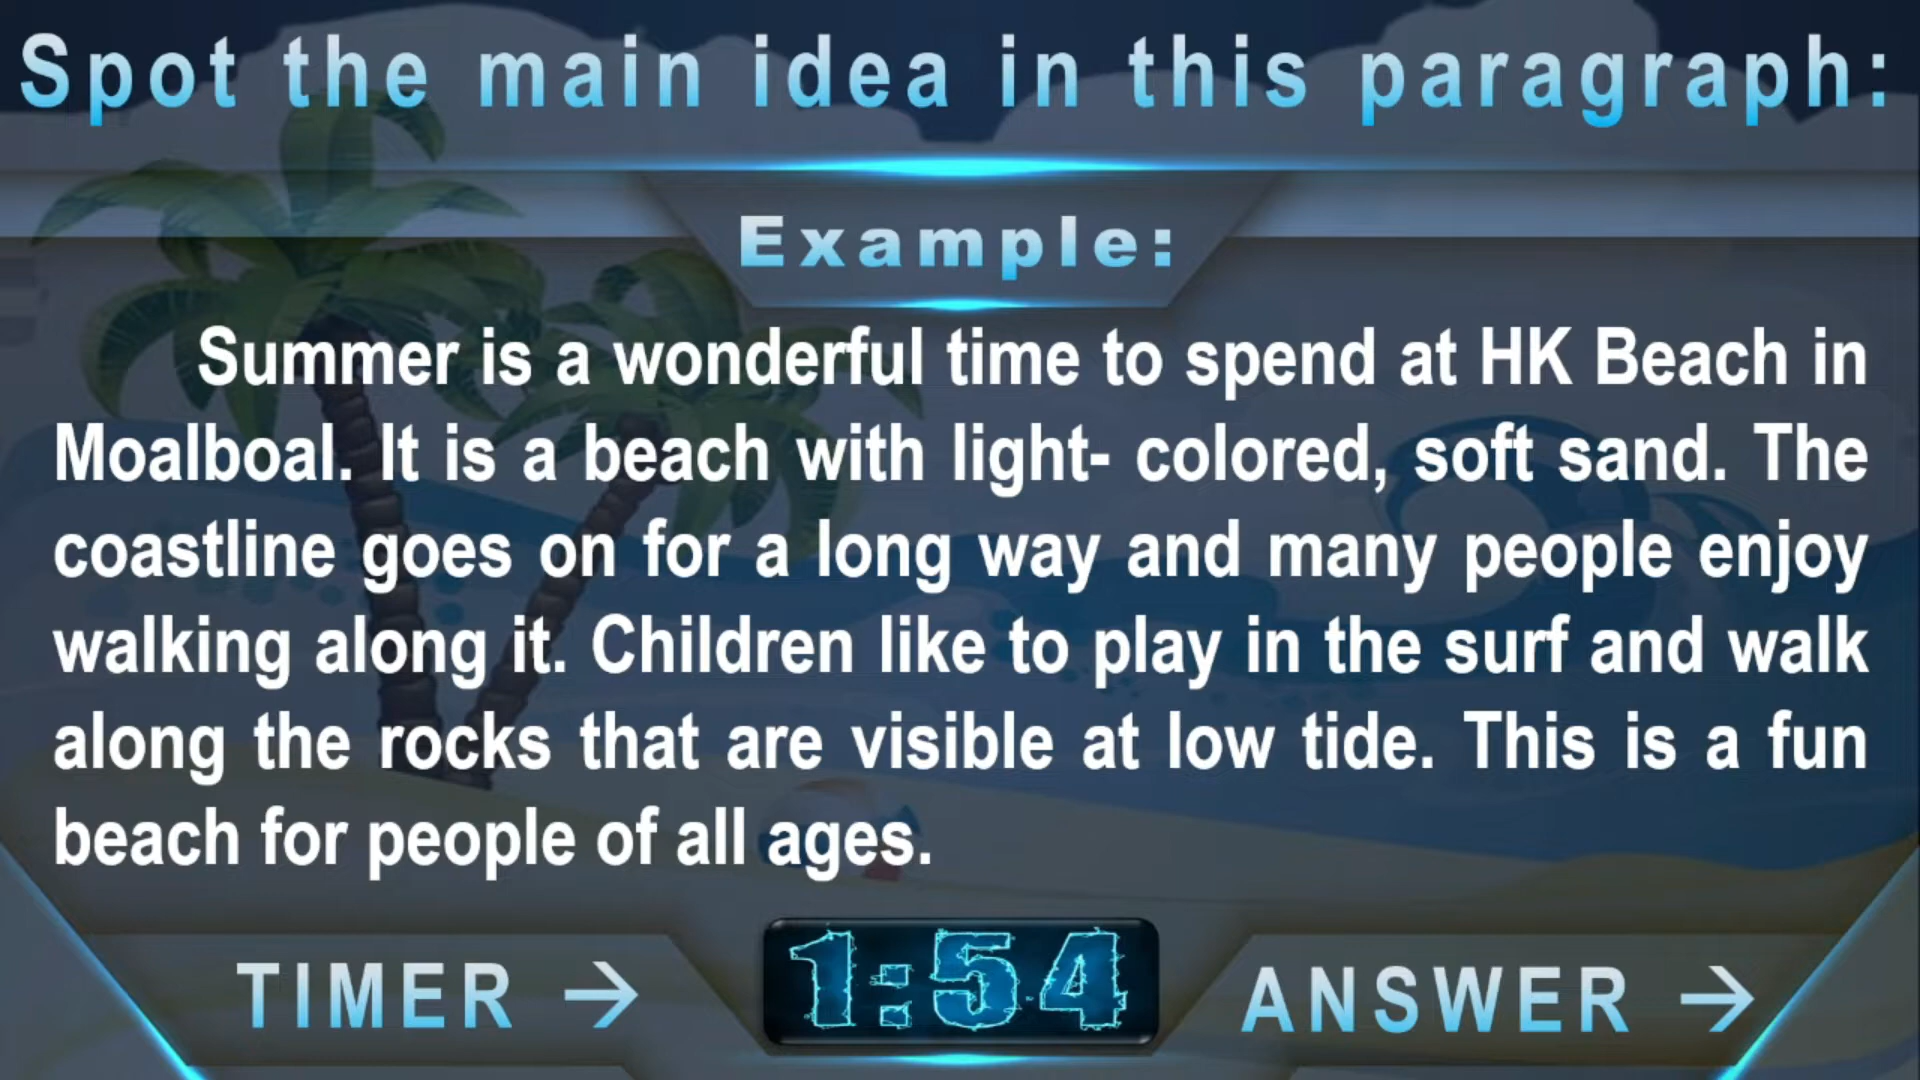 Spot the main idea in this paragraph:
Example:
Summer is a wonderful time to spend at HK Beach in
Moalboal. It is a beach with light- colored, soft sand. The
coastline goes on for a long way and many people enjoy
walking along it. Children like to play in the surf and walk
along the rocks that are visible at low tide. This is a fun
beach for people of all ages.
TIMER → 1:54 ANSWER →